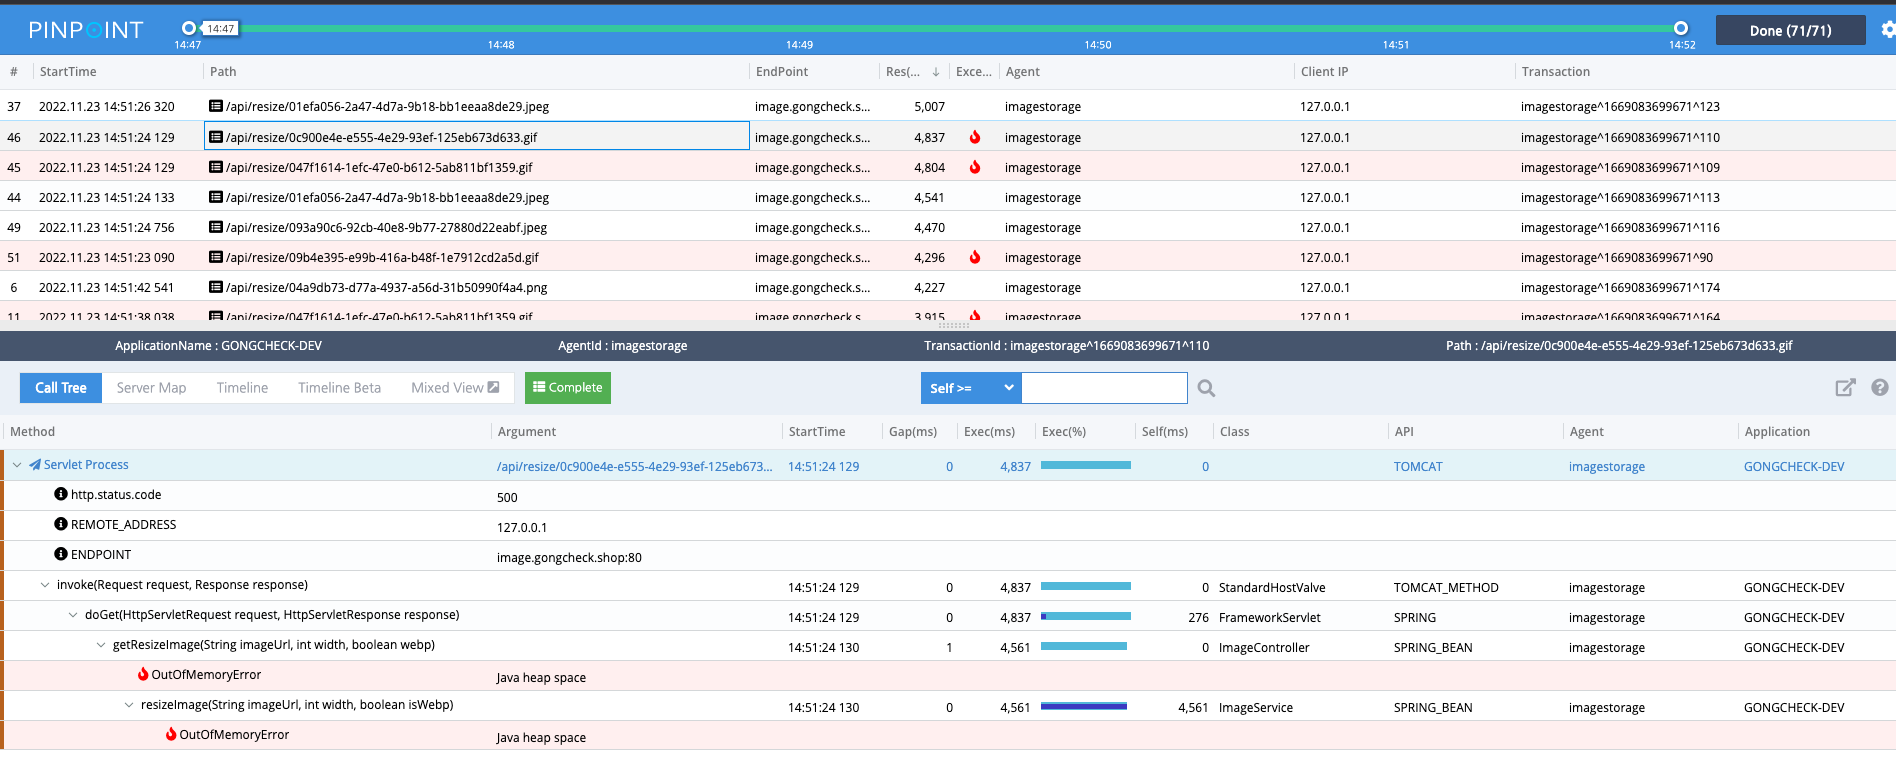 PINPOINT 14:47 Done (71/71)
14:47 14:48 14:49 14:50 14:51 14:52
# StartTime Path EndPoint Res(... Exce... Agent Client IP Transaction
37 2022.11.23 14:51:26 320 /api/resize/01efa056-2a47-4d7a-9b18-bb1eeaa8de29.jpeg image.gongcheck.s... 5,007 imagestorage 127.0.0.1 imagestorage^1669083699671^123
46 2022.11.23 14:51:24 129 /api/resize/0c900e4e-e555-4e29-93ef-125eb673d633.gif image.gongcheck.s... 4,837 imagestorage 127.0.0.1 imagestorage^1669083699671^110
45 2022.11.23 14:51:24 129 /api/resize/047f1614-1efc-47e0-b612-5ab811bf1359.gif image.gongcheck.s... 4,804 imagestorage 127.0.0.1 imagestorage^1669083699671^109
44 2022.11.23 14:51:24 133 /api/resize/01efa056-2a47-4d7a-9b18-bb1eeaa8de29.jpeg image.gongcheck.s... 4,541 imagestorage 127.0.0.1 imagestorage^1669083699671^113
49 2022.11.23 14:51:24 756 /api/resize/093a90c6-92cb-40e8-9b77-27880d22eabf.jpeg image.gongcheck.s... 4,470 imagestorage 127.0.0.1 imagestorage^1669083699671^116
51 2022.11.23 14:51:23 090 /api/resize/09b4e395-e99b-416a-b48f-1e7912cd2a5d.gif image.gongcheck.s... 4,296 imagestorage 127.0.0.1 imagestorage^1669083699671^90
6 2022.11.23 14:51:42 541 /api/resize/04a9db73-d77a-4937-a56d-31b50990f4a4.png image.gongcheck.s... 4,227 imagestorage 127.0.0.1 imagestorage^1669083699671^174
11 2022.11.23 14:51:38 038 /api/resize/047f1614-1efc-47e0-b612-5ab811bf1359.gif image.gongcheck.s... 3,915 imagestorage 127.0.0.1 imagestorage^1669083699671^164
ApplicationName : GONGCHECK-DEV AgentId : imagestorage TransactionId : imagestorage^1669083699671^110 Path : /api/resize/0c900e4e-e555-4e29-93ef-125eb673d633.gif
Call Tree Server Map Timeline Timeline Beta Mixed View Complete Self >=
Method Argument StartTime Gap(ms) Exec(ms) Exec(%) Self(ms) Class API Agent Application
Servlet Process /api/resize/0c900e4e-e555-4e29-93ef-125eb673... 14:51:24 129 0 4,837 0 TOMCAT imagestorage GONGCHECK-DEV
http.status.code 500
REMOTE_ADDRESS 127.0.0.1
ENDPOINT image.gongcheck.shop:80
invoke(Request request, Response response) 14:51:24 129 0 4,837 0 StandardHostValve TOMCAT_METHOD imagestorage GONGCHECK-DEV
doGet(HttpServletRequest request, HttpServletResponse response) 14:51:24 129 0 4,837 276 FrameworkServlet SPRING imagestorage GONGCHECK-DEV
getResizeImage(String imageUrl, int width, boolean webp) 14:51:24 130 1 4,561 0 ImageController SPRING_BEAN imagestorage GONGCHECK-DEV
OutOfMemoryError Java heap space
resizeImage(String imageUrl, int width, boolean isWebp) 14:51:24 130 0 4,561 4,561 ImageService SPRING_BEAN imagestorage GONGCHECK-DEV
OutOfMemoryError Java heap space